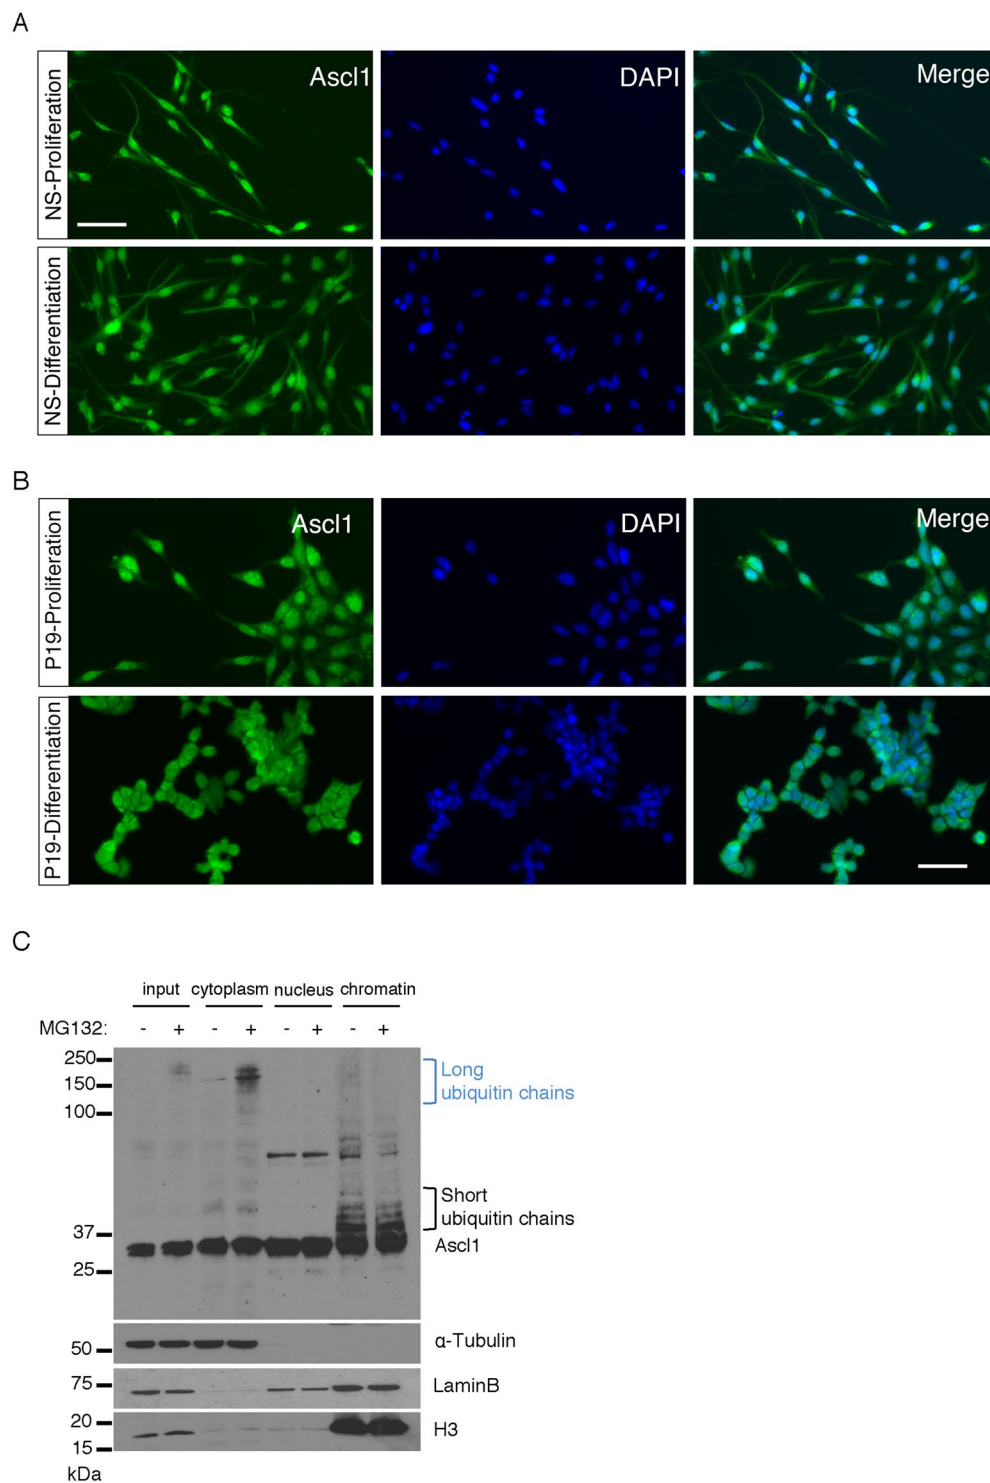 A
NS-Proliferation
Ascl1
DAPI
Merge
NS-Differentiation
B
P19-Proliferation
Ascl1
DAPI
Merge
P19-Differentiation
C
input cytoplasm nucleus chromatin
MG132: - + - + - + - +
250
150
100
37
25
Long
ubiquitin chains
Short
ubiquitin chains
Ascl1
50
α-Tubulin
75
LaminB
20
15
H3
kDa